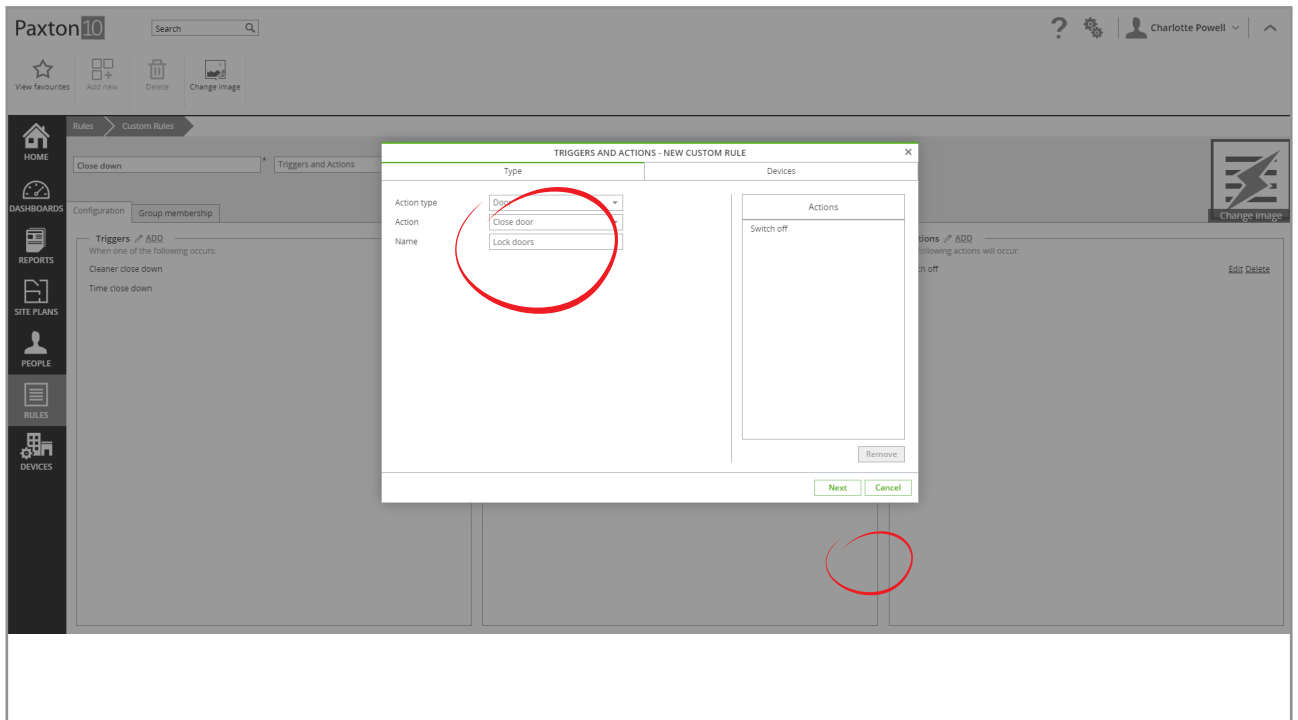 Paxton10
Search
Charlotte Powell
View favourites
Add new
Delete
Change image
Rules
Custom Rules
HOME
DASHBOARDS
REPORTS
SITE PLANS
PEOPLE
RULES
DEVICES
Close down
*
Triggers and Actions
Change image
Configuration
Group membership
Triggers ADD
When one of the following occurs:
Cleaner close down
Time close down
TRIGGERS AND ACTIONS - NEW CUSTOM RULE
Type
Devices
Action type
Door
Action
Close door
Name
Lock doors
Actions
Switch off
Remove
Next
Cancel
tions ADD
following actions will occur:
ch off
Edit Delete